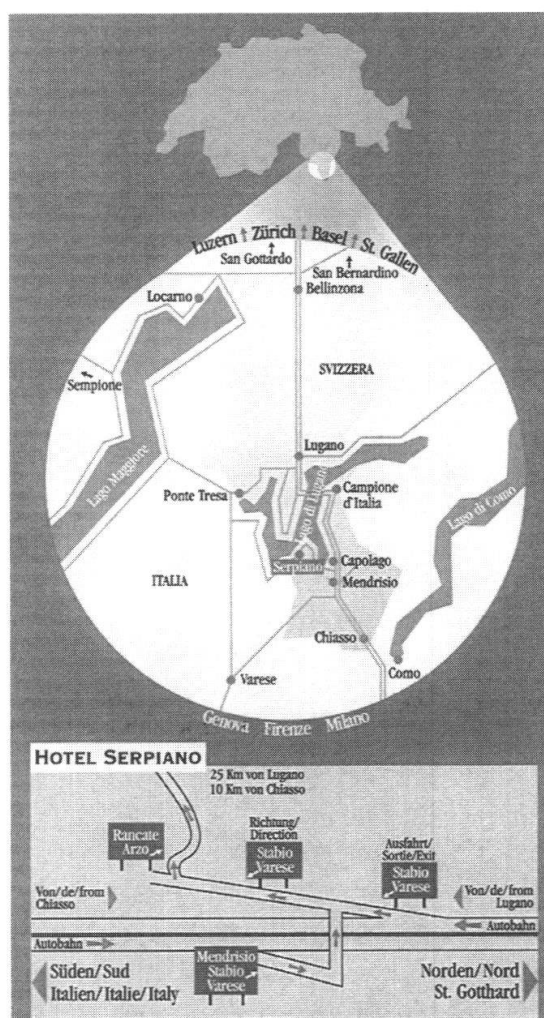 Luzern Zürich Basel St. Gallen
San Gottardo
San Bernardino
Locarno
Bellinzona
Sempione
SVIZZERA
Lago Maggiore
Lugano
Ponte Tresa
Lago di Lugano
Campione
d'Italia
Lago di Como
Serpiano
Capolago
ITALIA
Mendrisio
Chiasso
Como
Varese
Genova Firenze Milano
HOTEL SERPIANO
25 Km von Lugano
10 Km von Chiasso
Rancate
Arzo
Richtung/
Direction
Stabio
Varese
Ausfahrt/
Sortie/Exit
Stabio
Varese
Von/de/from
Chiasso
Von/de/from
Lugano
Autobahn
Autobahn
Mendrisio
Stabio
Varese
Süden/Sud
Italien/Italie/Italy
Norden/Nord
St. Gotthard